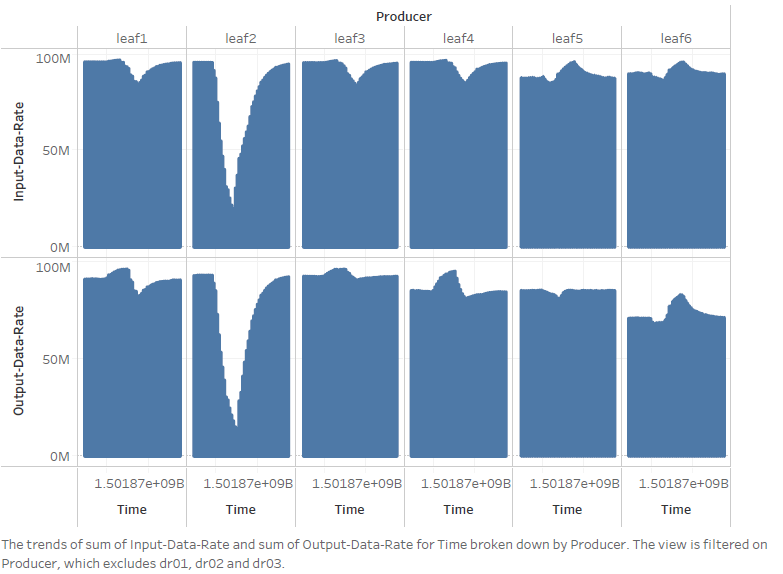 Producer
leaf1 leaf2 leaf3 leaf4 leaf5 leaf6
Input-Data-Rate
100M
50M
0M
Output-Data-Rate
100M
50M
0M
1.50187e+09B 1.50187e+09B 1.50187e+09B 1.50187e+09B 1.50187e+09B 1.50187e+09B
Time Time Time Time Time Time
The trends of sum of Input-Data-Rate and sum of Output-Data-Rate for Time broken down by Producer. The view is filtered on
Producer, which excludes dr01, dr02 and dr03.